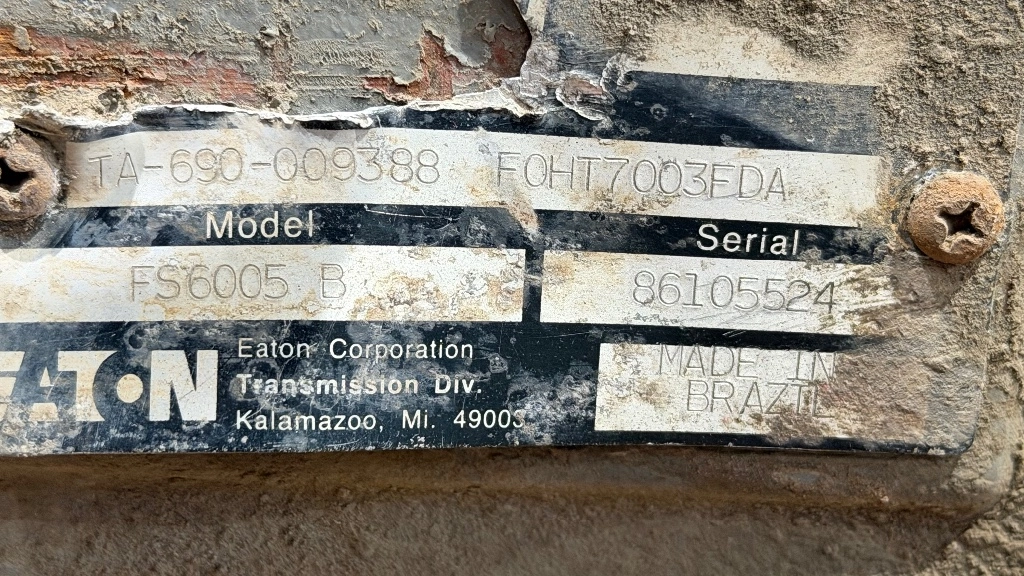 TA-690-009388 F0HT7003FDA
Model Serial
FS6005 B 86105524
EATON
Eaton Corporation
Transmission Div.
Kalamazoo, Mi. 49003
MADE IN
BRAZIL